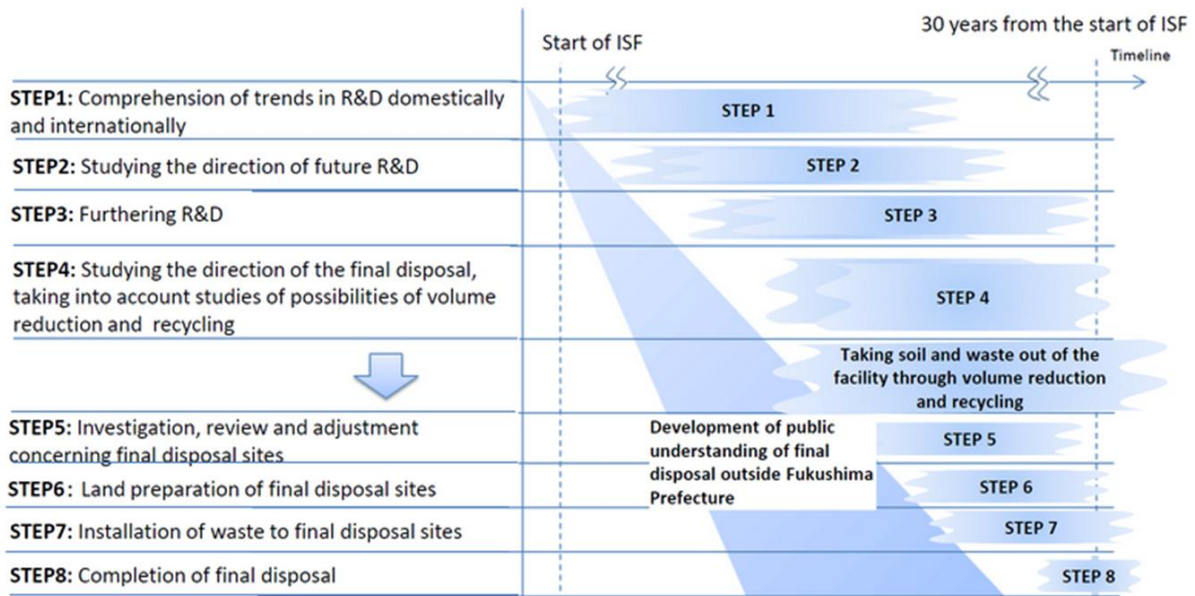 30 years from the start of ISF
Start of ISF
Timeline
STEP1: Comprehension of trends in R&D domestically
and internationally
STEP 1
STEP2: Studying the direction of future R&D
STEP 2
STEP3: Furthering R&D
STEP 3
STEP4: Studying the direction of the final disposal,
taking into account studies of possibilities of volume
reduction and recycling
STEP 4
Taking soil and waste out of the
facility through volume reduction
and recycling
STEP5: Investigation, review and adjustment
concerning final disposal sites
Development of public
understanding of final
disposal outside Fukushima
Prefecture
STEP 5
STEP6: Land preparation of final disposal sites
STEP 6
STEP7: Installation of waste to final disposal sites
STEP 7
STEP8: Completion of final disposal
STEP 8